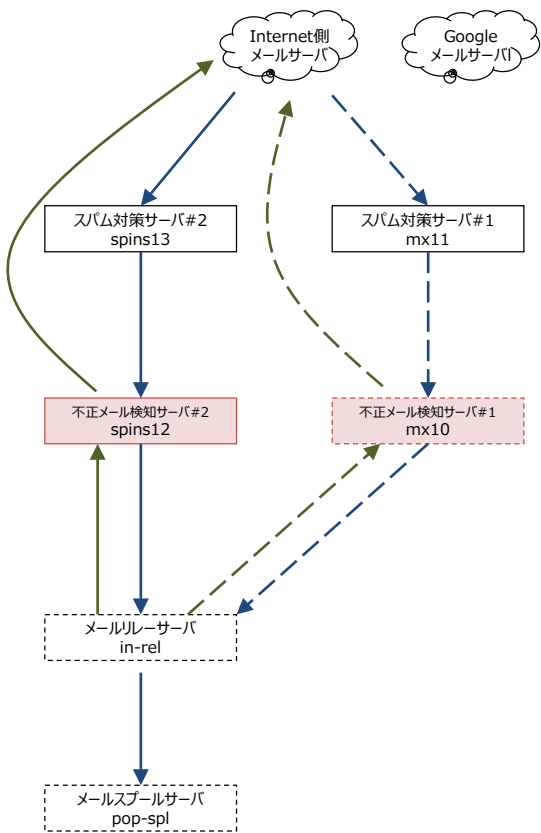 Internet側
メールサーバ
Google
メールサーバl
スパム対策サーバ#2
spins13
スパム対策サーバ#1
mx11
不正メール検知サーバ#2
spins12
不正メール検知サーバ#1
mx10
メールリレーサーバ
in-rel
メールスプールサーバ
pop-spl